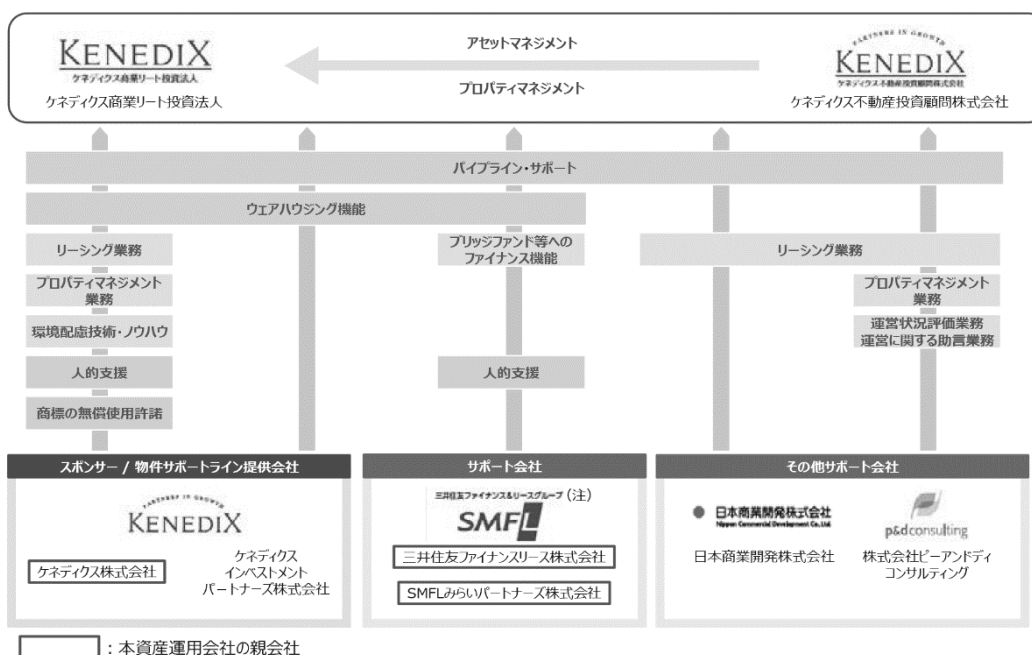 KENEDIX
ケネディクス商業リート投資法人
ケネディクス商業リート投資法人
アセットマネジメント
プロパティマネジメント
PARTNERS IN GROWTH
KENEDIX
ケネディクス不動産投資顧問株式会社
ケネディクス不動産投資顧問株式会社
パイプライン・サポート
ウェアハウジング機能
リーシング業務
ブリッジファンド等への
ファイナンス機能
リーシング業務
プロパティマネジメント
業務
プロパティマネジメント
業務
環境配慮技術・ノウハウ
運営状況評価業務
運営に関する助言業務
人的支援
人的支援
商標の無償使用許諾
スポンサー / 物件サポートライン提供会社
サポート会社
その他サポート会社
PARTNERS IN GROWTH
KENEDIX
ケネディクス株式会社
ケネディクス
インベストメント
パートナーズ株式会社
三井住友ファイナンス&リースグループ (注)
SMFL
三井住友ファイナンスリース株式会社
SMFLみらいパートナーズ株式会社
日本商業開発株式会社
Nippon Commercial Development Co.,Ltd.
日本商業開発株式会社
p&dconsulting
株式会社ピーアンドディ
コンサルティング
：本資産運用会社の親会社